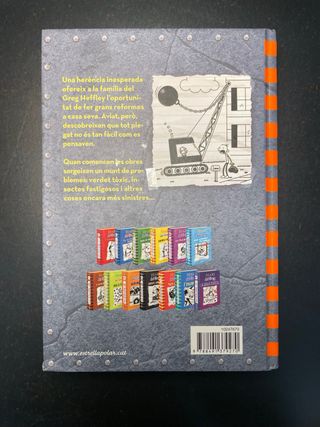 Una herència inesperada
ofereix a la família del
Greg Heffley l'oportuni-
tat de fer grans reformes
a casa seva. Aviat, però,
descobreixen que tot ple-
gat no és tan fàcil com es
pensaven.
Quan comencen les obres
sorgeixen un munt de pro-
blemes: verdet tòxic, in-
sectes fastigosos i altres
coses encara més sinistres...
www.estrellapolar.cat